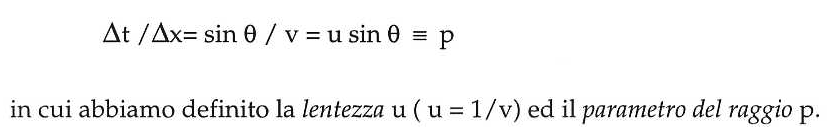 Δt /Δx= sin θ / v = u sin θ ≡ p
in cui abbiamo definito la lentezza u ( u = 1/v) ed il parametro del raggio p.